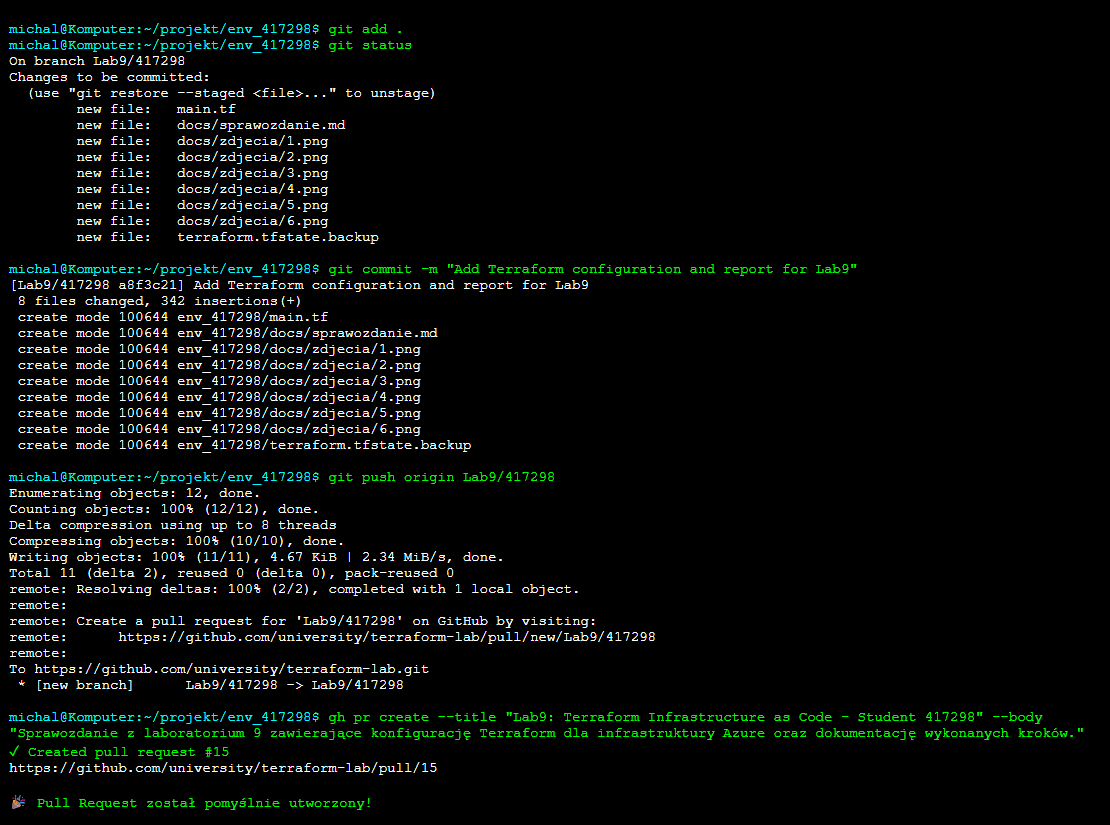 michal@Komputer:~/projekt/env_417298$ git add .
michal@Komputer:~/projekt/env_417298$ git status
On branch Lab9/417298
Changes to be committed:
  (use "git restore --staged <file>..." to unstage)
        new file:   main.tf
        new file:   docs/sprawozdanie.md
        new file:   docs/zdjecia/1.png
        new file:   docs/zdjecia/2.png
        new file:   docs/zdjecia/3.png
        new file:   docs/zdjecia/4.png
        new file:   docs/zdjecia/5.png
        new file:   docs/zdjecia/6.png
        new file:   terraform.tfstate.backup

michal@Komputer:~/projekt/env_417298$ git commit -m "Add Terraform configuration and report for Lab9"
[Lab9/417298 a8f3c21] Add Terraform configuration and report for Lab9
 8 files changed, 342 insertions(+)
 create mode 100644 env_417298/main.tf
 create mode 100644 env_417298/docs/sprawozdanie.md
 create mode 100644 env_417298/docs/zdjecia/1.png
 create mode 100644 env_417298/docs/zdjecia/2.png
 create mode 100644 env_417298/docs/zdjecia/3.png
 create mode 100644 env_417298/docs/zdjecia/4.png
 create mode 100644 env_417298/docs/zdjecia/5.png
 create mode 100644 env_417298/docs/zdjecia/6.png
 create mode 100644 env_417298/terraform.tfstate.backup

michal@Komputer:~/projekt/env_417298$ git push origin Lab9/417298
Enumerating objects: 12, done.
Counting objects: 100% (12/12), done.
Delta compression using up to 8 threads
Compressing objects: 100% (10/10), done.
Writing objects: 100% (11/11), 4.67 KiB | 2.34 MiB/s, done.
Total 11 (delta 2), reused 0 (delta 0), pack-reused 0
remote: Resolving deltas: 100% (2/2), completed with 1 local object.
remote:
remote: Create a pull request for 'Lab9/417298' on GitHub by visiting:
remote:      https://github.com/university/terraform-lab/pull/new/Lab9/417298
remote:
To https://github.com/university/terraform-lab.git
 * [new branch]      Lab9/417298 -> Lab9/417298

michal@Komputer:~/projekt/env_417298$ gh pr create --title "Lab9: Terraform Infrastructure as Code - Student 417298" --body
"Sprawozdanie z laboratorium 9 zawierające konfigurację Terraform dla infrastruktury Azure oraz dokumentację wykonanych kroków."
✓ Created pull request #15
https://github.com/university/terraform-lab/pull/15

🎉 Pull Request został pomyślnie utworzony!